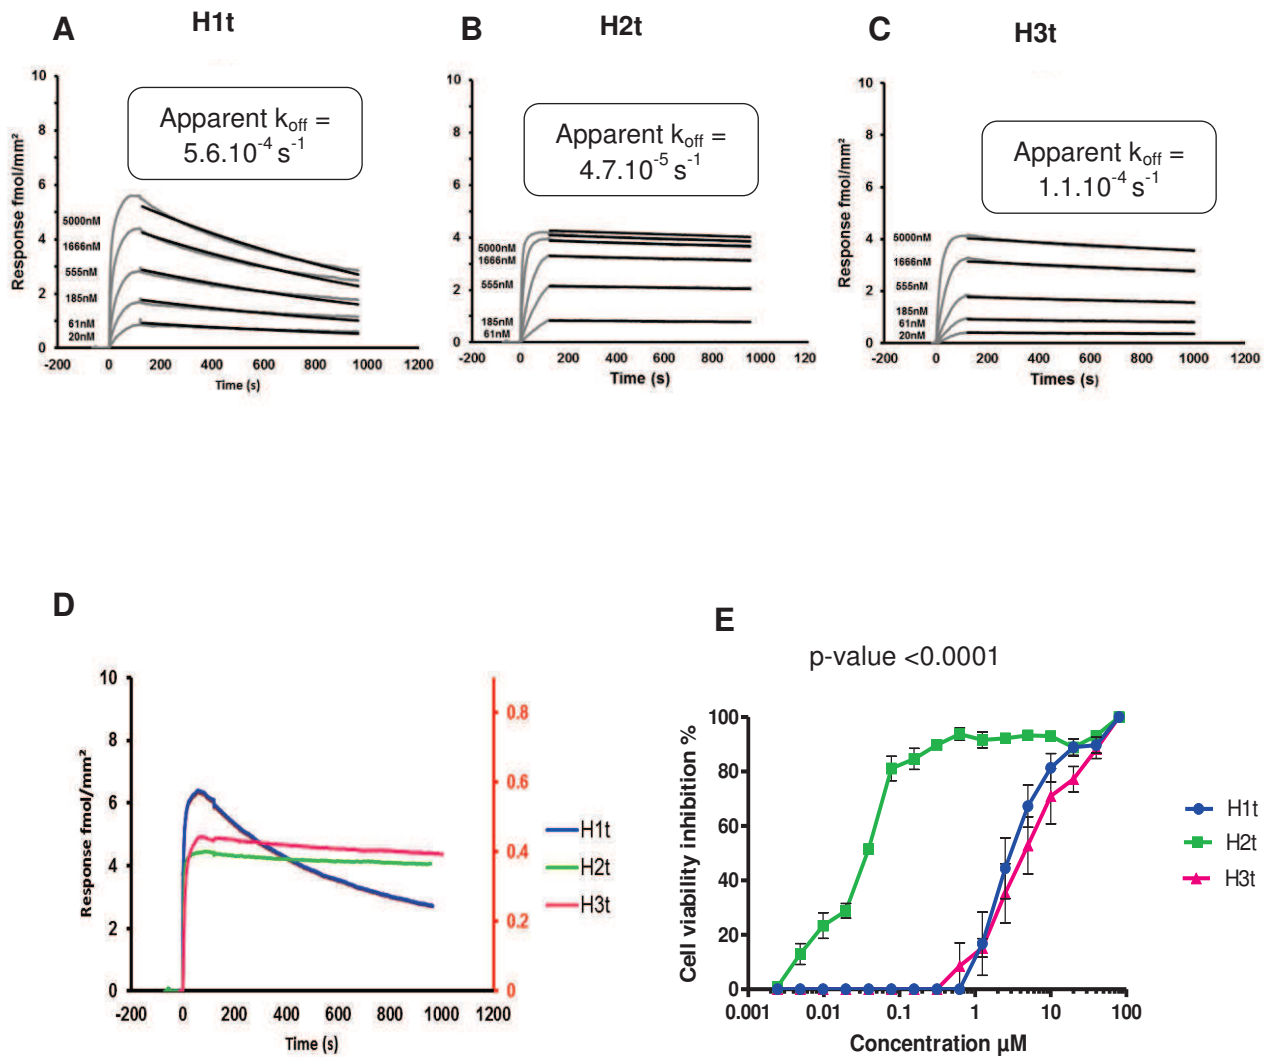 A
H1t
Apparent koff =
5.6.10-4 s-1
Response fmol/mm²
10
8
6
4
2
0
5000nM
1666nM
555nM
185nM
61nM
20nM
-200
0
200
400
600
800
1000
1200
Time (s)
B
H2t
Apparent koff =
4.7.10-5 s-1
10
8
6
4
2
0
5000nM
1666nM
555nM
185nM
61nM
-200
0
200
400
600
800
1000
120
Time (s)
C
H3t
Apparent koff =
1.1.10-4 s-1
Response fmol/mm²
10
8
6
4
2
0
5000nM
1666nM
555nM
185nM
61nM
20nM
-200
0
200
400
600
800
1000
1200
Times (s)
D
Response fmol/mm²
10
8
6
4
2
0
0.8
0.6
0.4
0.2
0
-200
0
200
400
600
800
1000
1200
Time (s)
H1t
H2t
H3t
E
p-value <0.0001
Cell viability inhibition %
100
80
60
40
20
0
0.001
0.01
0.1
1
10
100
Concentration µM
H1t
H2t
H3t